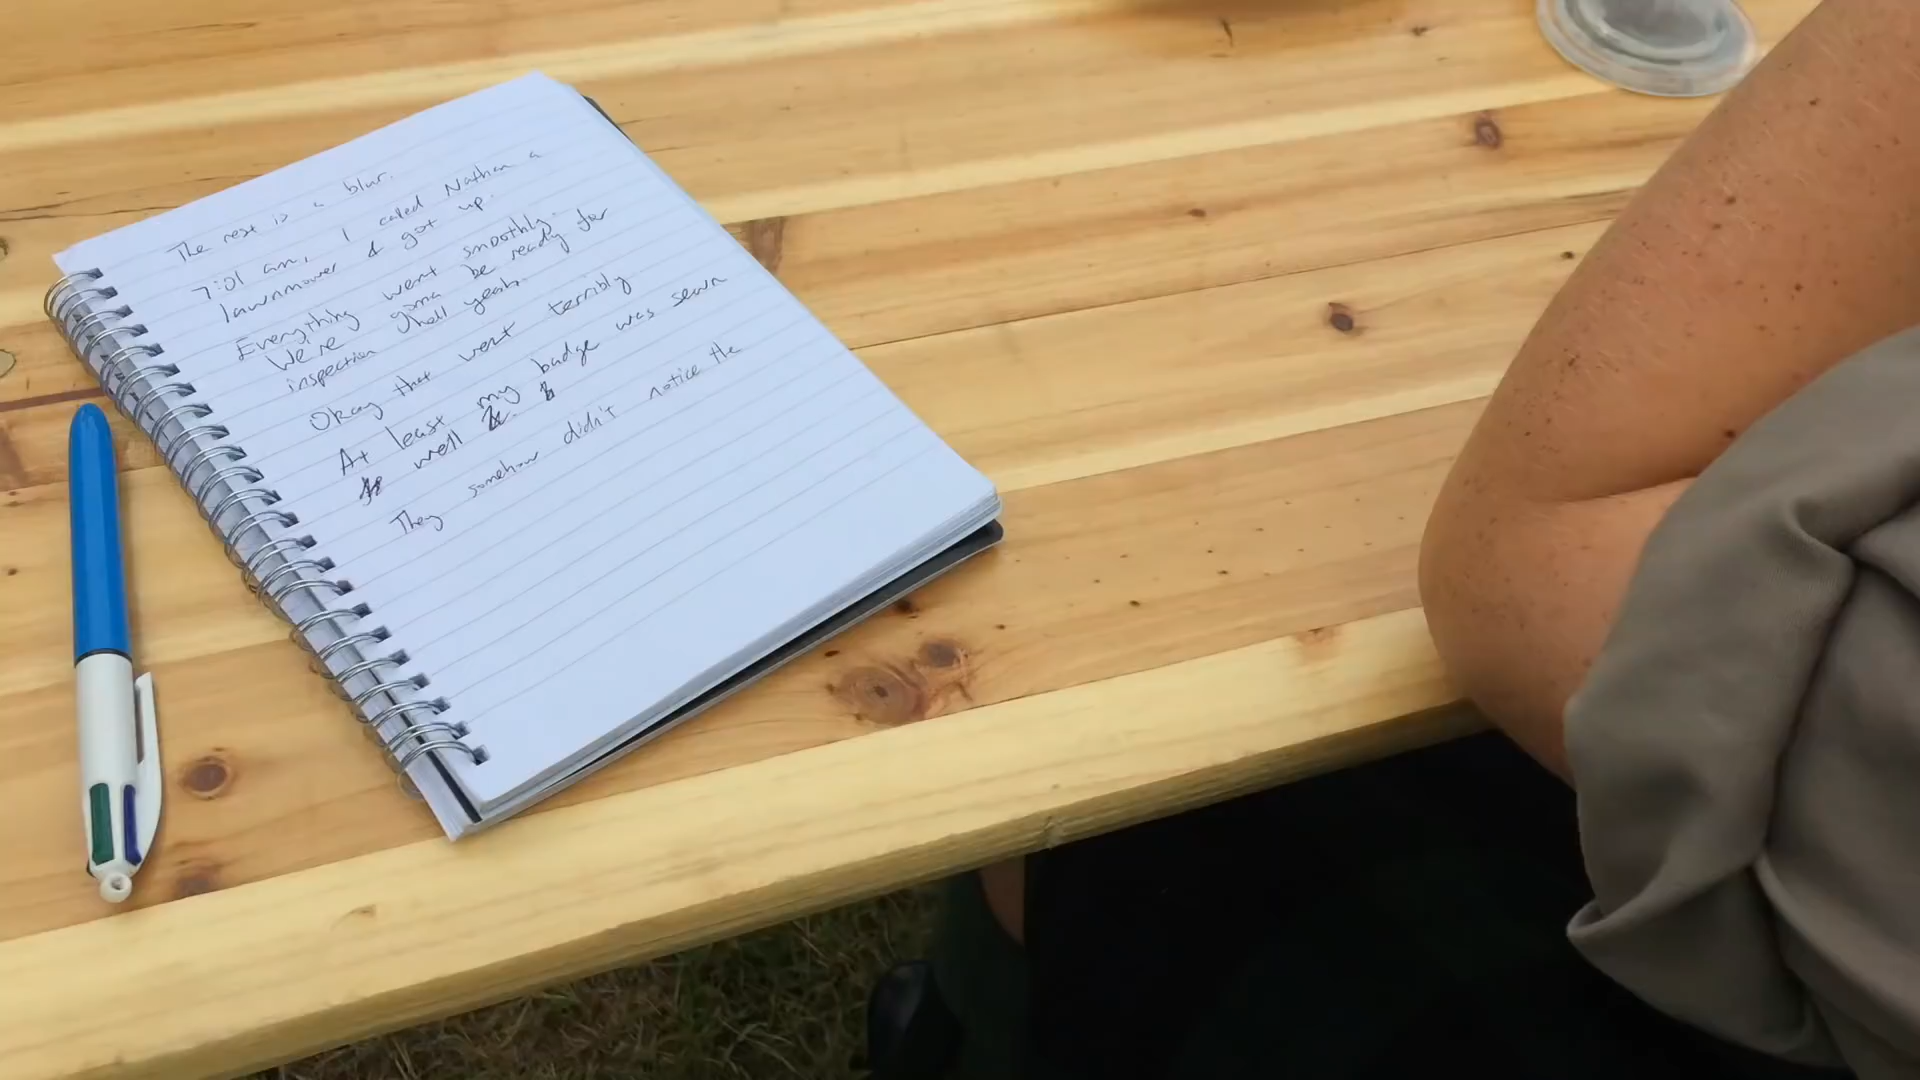 The rest is a blur.
7:01 am, I called Nathan a
lawnmower & got up.
Everything went smoothly.
We're gonna be ready for
inspection hell yeah
Okay that went terribly
At least my badge was sewn
well
They somehow didn't notice the